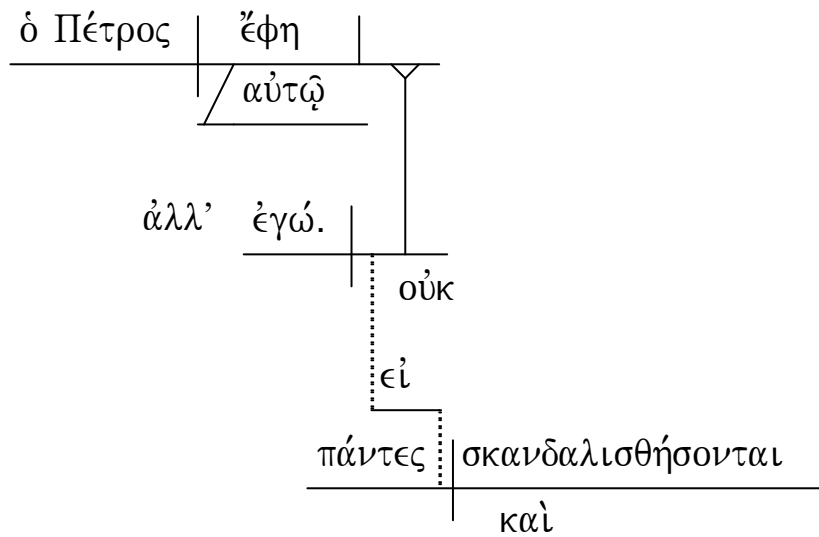 ὁ Πέτρος ἔφη
αὐτῷ
ἀλλ’ ἐγώ.
οὐκ
εἰ
πάντες σκανδαλισθήσονται
καὶ